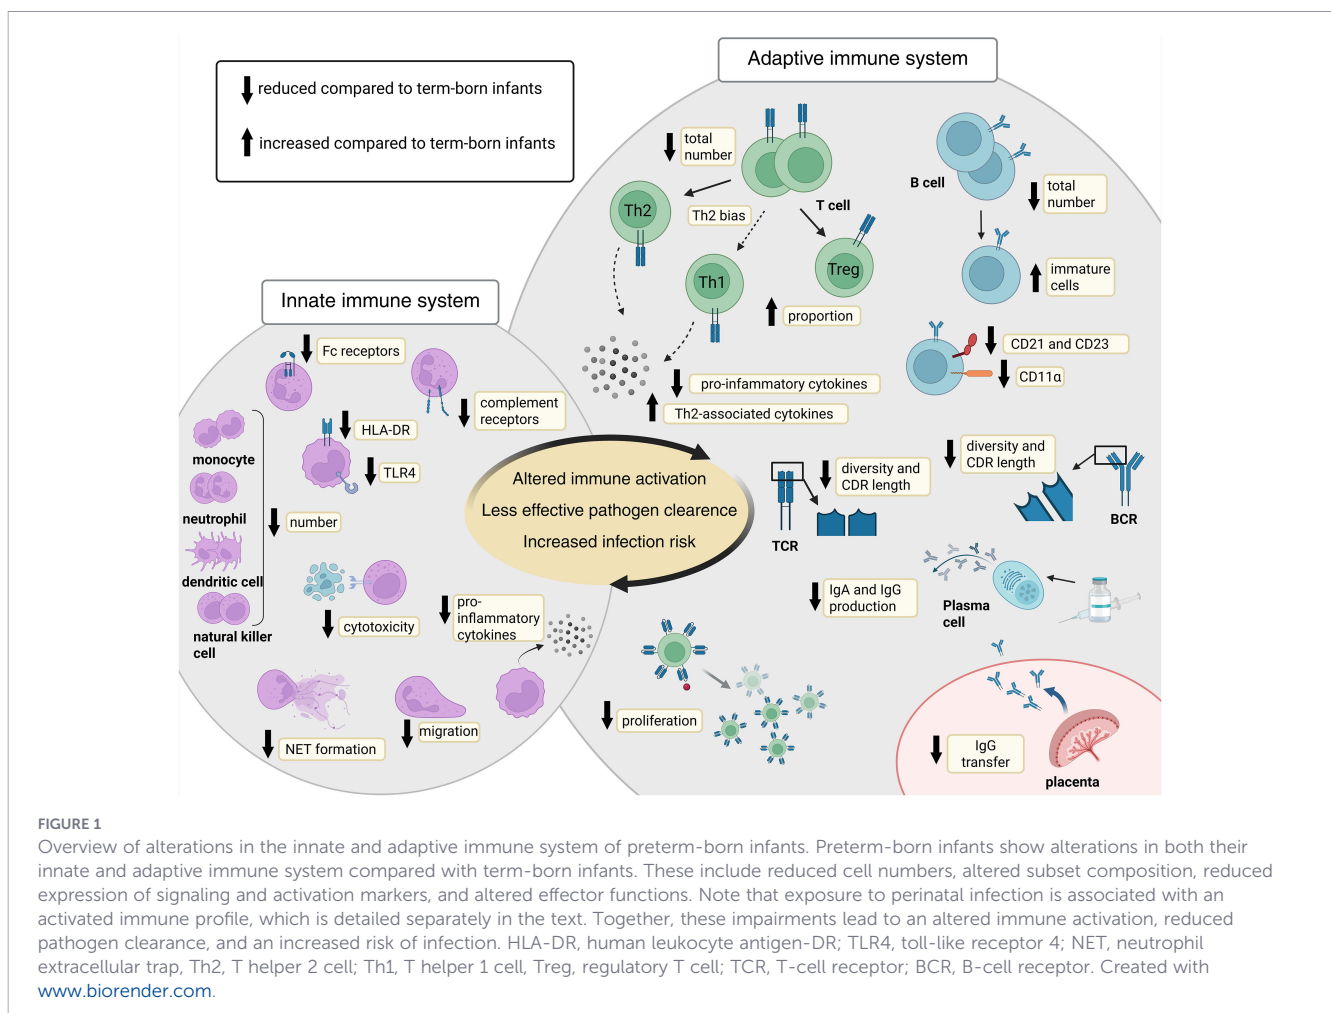 reduced compared to term-born infants
increased compared to term-born infants
Adaptive immune system
total
number
T cell
Th2
Th2 bias
Th1
Treg
proportion
pro-inflammatory cytokines
Th2-associated cytokines
B cell
total
number
immature
cells
CD21 and CD23
CD11α
Innate immune system
Fc receptors
complement
receptors
HLA-DR
TLR4
monocyte
neutrophil
dendritic cell
natural killer
cell
number
cytotoxicity
pro-
inflammatory
cytokines
NET formation
migration
Altered immune activation
Less effective pathogen clearence
Increased infection risk
TCR
diversity and
CDR length
diversity and
CDR length
BCR
IgA and IgG
production
Plasma
cell
proliferation
IgG
transfer
placenta
FIGURE 1
Overview of alterations in the innate and adaptive immune system of preterm-born infants. Preterm-born infants show alterations in both their
innate and adaptive immune system compared with term-born infants. These include reduced cell numbers, altered subset composition, reduced
expression of signaling and activation markers, and altered effector functions. Note that exposure to perinatal infection is associated with an
activated immune profile, which is detailed separately in the text. Together, these impairments lead to an altered immune activation, reduced
pathogen clearance, and an increased risk of infection. HLA-DR, human leukocyte antigen-DR; TLR4, toll-like receptor 4; NET, neutrophil
extracellular trap, Th2, T helper 2 cell; Th1, T helper 1 cell, Treg, regulatory T cell; TCR, T-cell receptor; BCR, B-cell receptor. Created with
www.biorender.com.